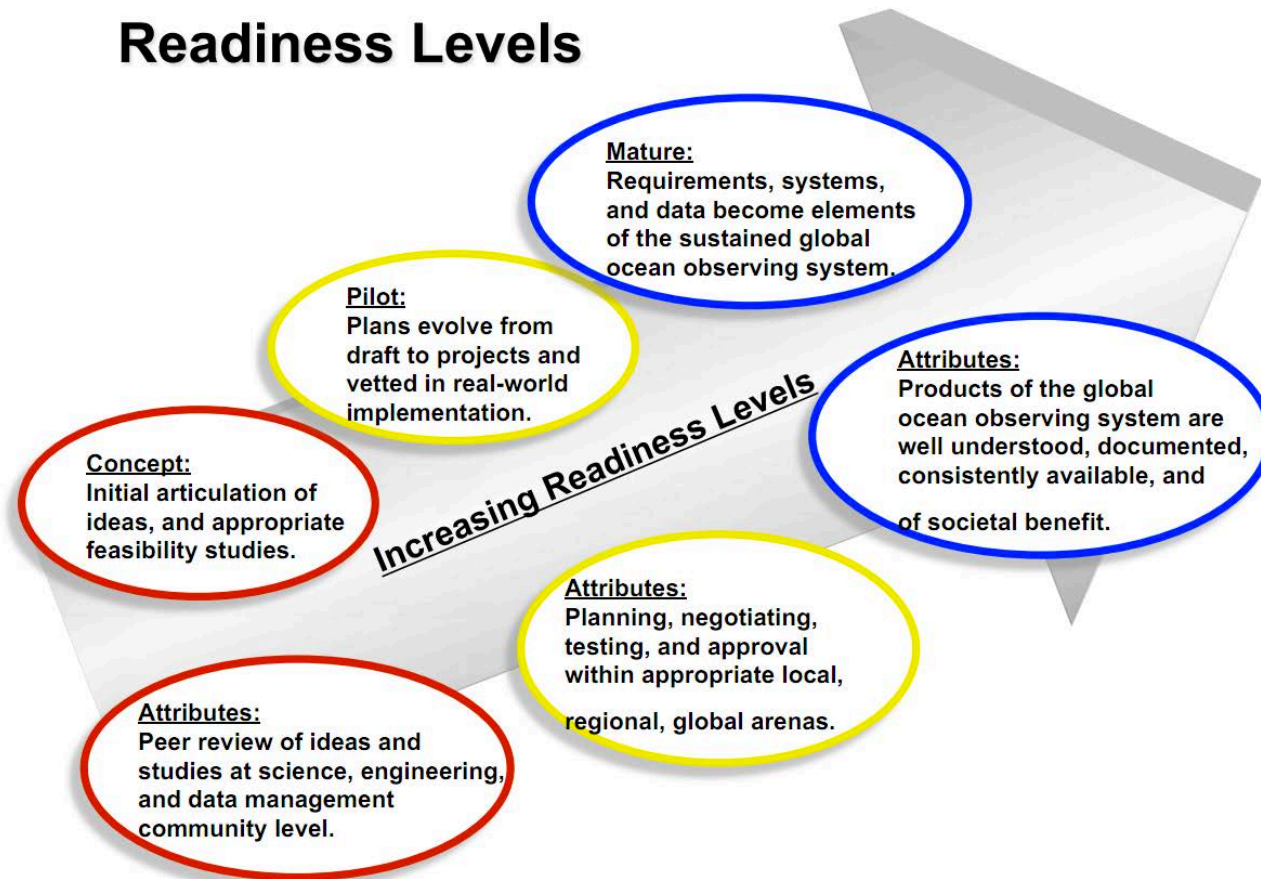 Readiness Levels
Mature:
Requirements, systems,
and data become elements
of the sustained global
ocean observing system.
Pilot:
Plans evolve from
draft to projects and
vetted in real-world
implementation.
Attributes:
Products of the global
ocean observing system are
well understood, documented,
consistently available, and
of societal benefit.
Increasing Readiness Levels
Concept:
Initial articulation of
ideas, and appropriate
feasibility studies.
Attributes:
Planning, negotiating,
testing, and approval
within appropriate local,
regional, global arenas.
Attributes:
Peer review of ideas and
studies at science, engineering,
and data management
community level.